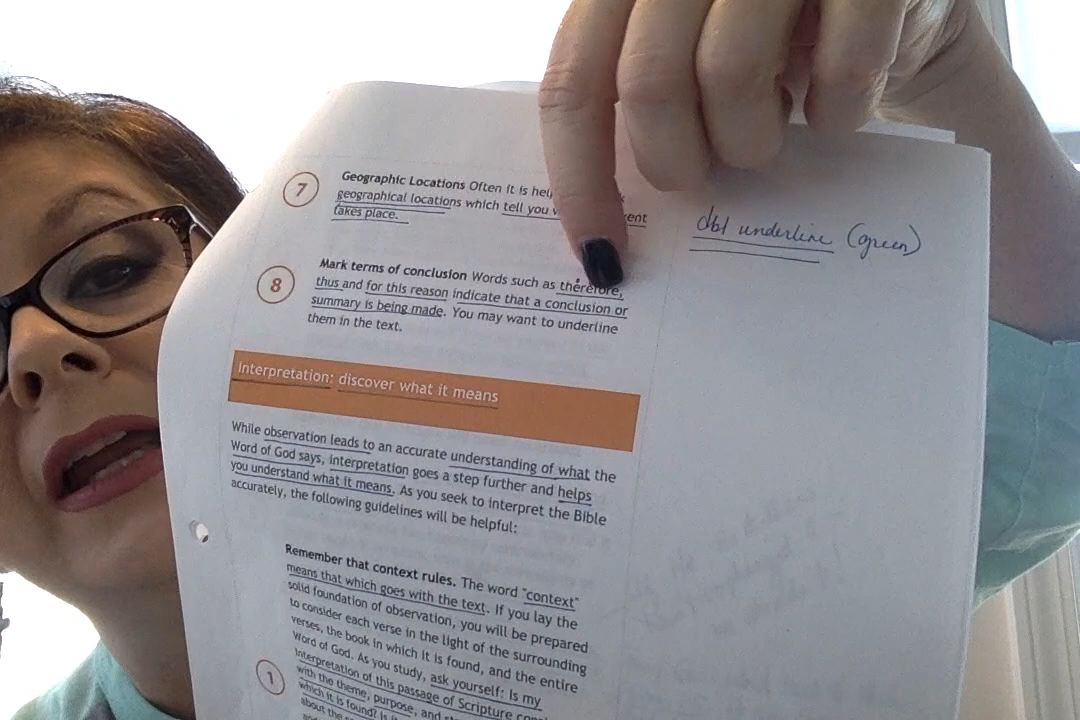 7
Geographic Locations Often it is
geographical locations which tell you
takes place.
dbl underline (green)
8
Mark terms of conclusion Words such as therefore,
thus and for this reason indicate that a conclusion or
summary is being made. You may want to underline
them in the text.
Interpretation: discover what it means
While observation leads to an accurate understanding of what the
Word of God says, interpretation goes a step further and helps
you understand what it means. As you seek to interpret the Bible
accurately, the following guidelines will be helpful:
1
Remember that context rules. The word "context"
means that which goes with the text. If you lay the
solid foundation of observation, you will be prepared
to consider each verse in the light of the surrounding
verses, the book in which it is found, and the entire
Word of God. As you study, ask yourself: Is my
interpretation of this passage of Scripture
with the theme, purpose, and
which it is found? Is
about the